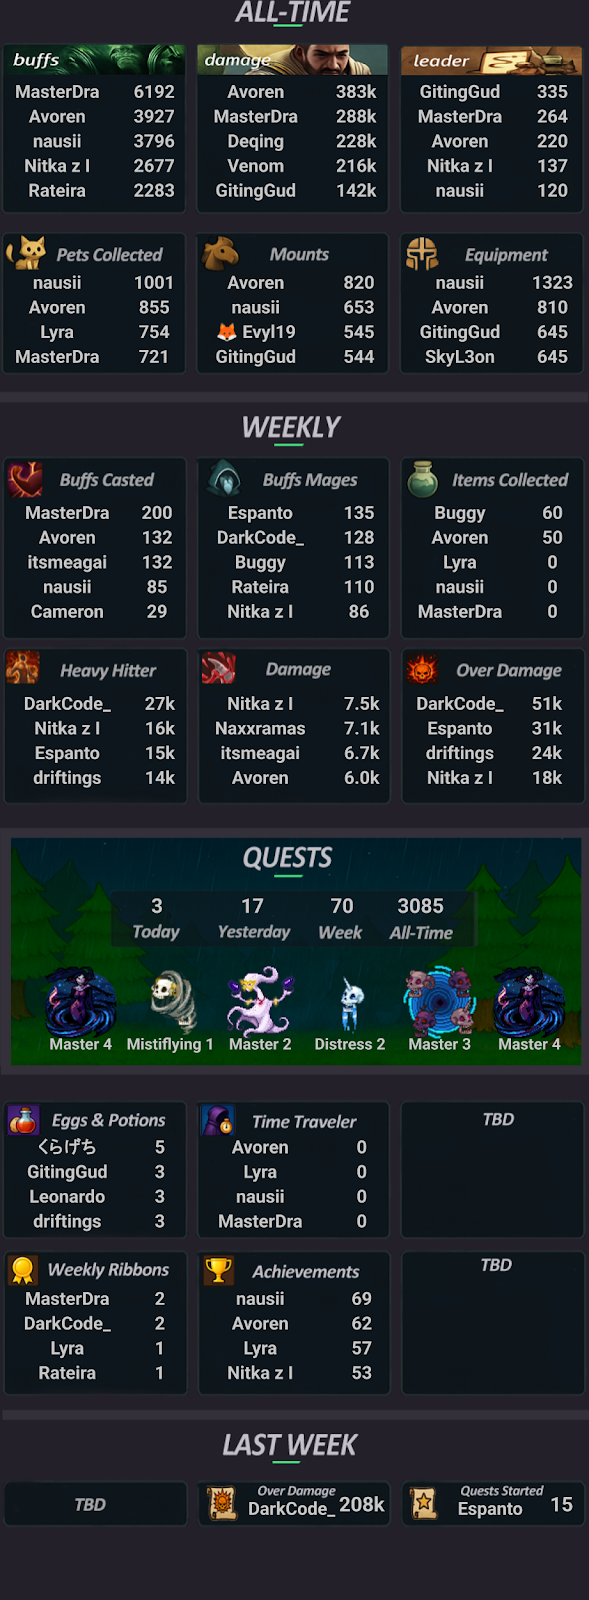 ALL-TIME
buffs
MasterDra 6192
Avoren 3927
nausii 3796
Nitka z l 2677
Rateira 2283
damage
Avoren 383k
MasterDra 288k
Deqing 228k
Venom 216k
GitingGud 142k
leader
GitingGud 335
MasterDra 264
Avoren 220
Nitka z l 137
nausii 120
Pets Collected
nausii 1001
Avoren 855
Lyra 754
MasterDra 721
Mounts
Avoren 820
nausii 653
🦊 Evyl19 545
GitingGud 544
Equipment
nausii 1323
Avoren 810
GitingGud 645
SkyL3on 645
WEEKLY
Buffs Casted
MasterDra 200
Avoren 132
itsmeagai 132
nausii 85
Cameron 29
Buffs Mages
Espanto 135
DarkCode_ 128
Buggy 113
Rateira 110
Nitka z l 86
Items Collected
Buggy 60
Avoren 50
Lyra 0
nausii 0
MasterDra 0
Heavy Hitter
DarkCode_ 27k
Nitka z l 16k
Espanto 15k
driftings 14k
Damage
Nitka z l 7.5k
Naxxramas 7.1k
itsmeagai 6.7k
Avoren 6.0k
Over Damage
DarkCode_ 51k
Espanto 31k
driftings 24k
Nitka z l 18k
QUESTS
3 17 70 3085
Today Yesterday Week All-Time
Master 4 Mistiflying 1 Master 2 Distress 2 Master 3 Master 4
Eggs & Potions
くらげち 5
GitingGud 3
Leonardo 3
driftings 3
Time Traveler
Avoren 0
Lyra 0
nausii 0
MasterDra 0
TBD
Weekly Ribbons
MasterDra 2
DarkCode_ 2
Lyra 1
Rateira 1
Achievements
nausii 69
Avoren 62
Lyra 57
Nitka z l 53
TBD
LAST WEEK
TBD
Over Damage
DarkCode_ 208k
Quests Started
Espanto 15